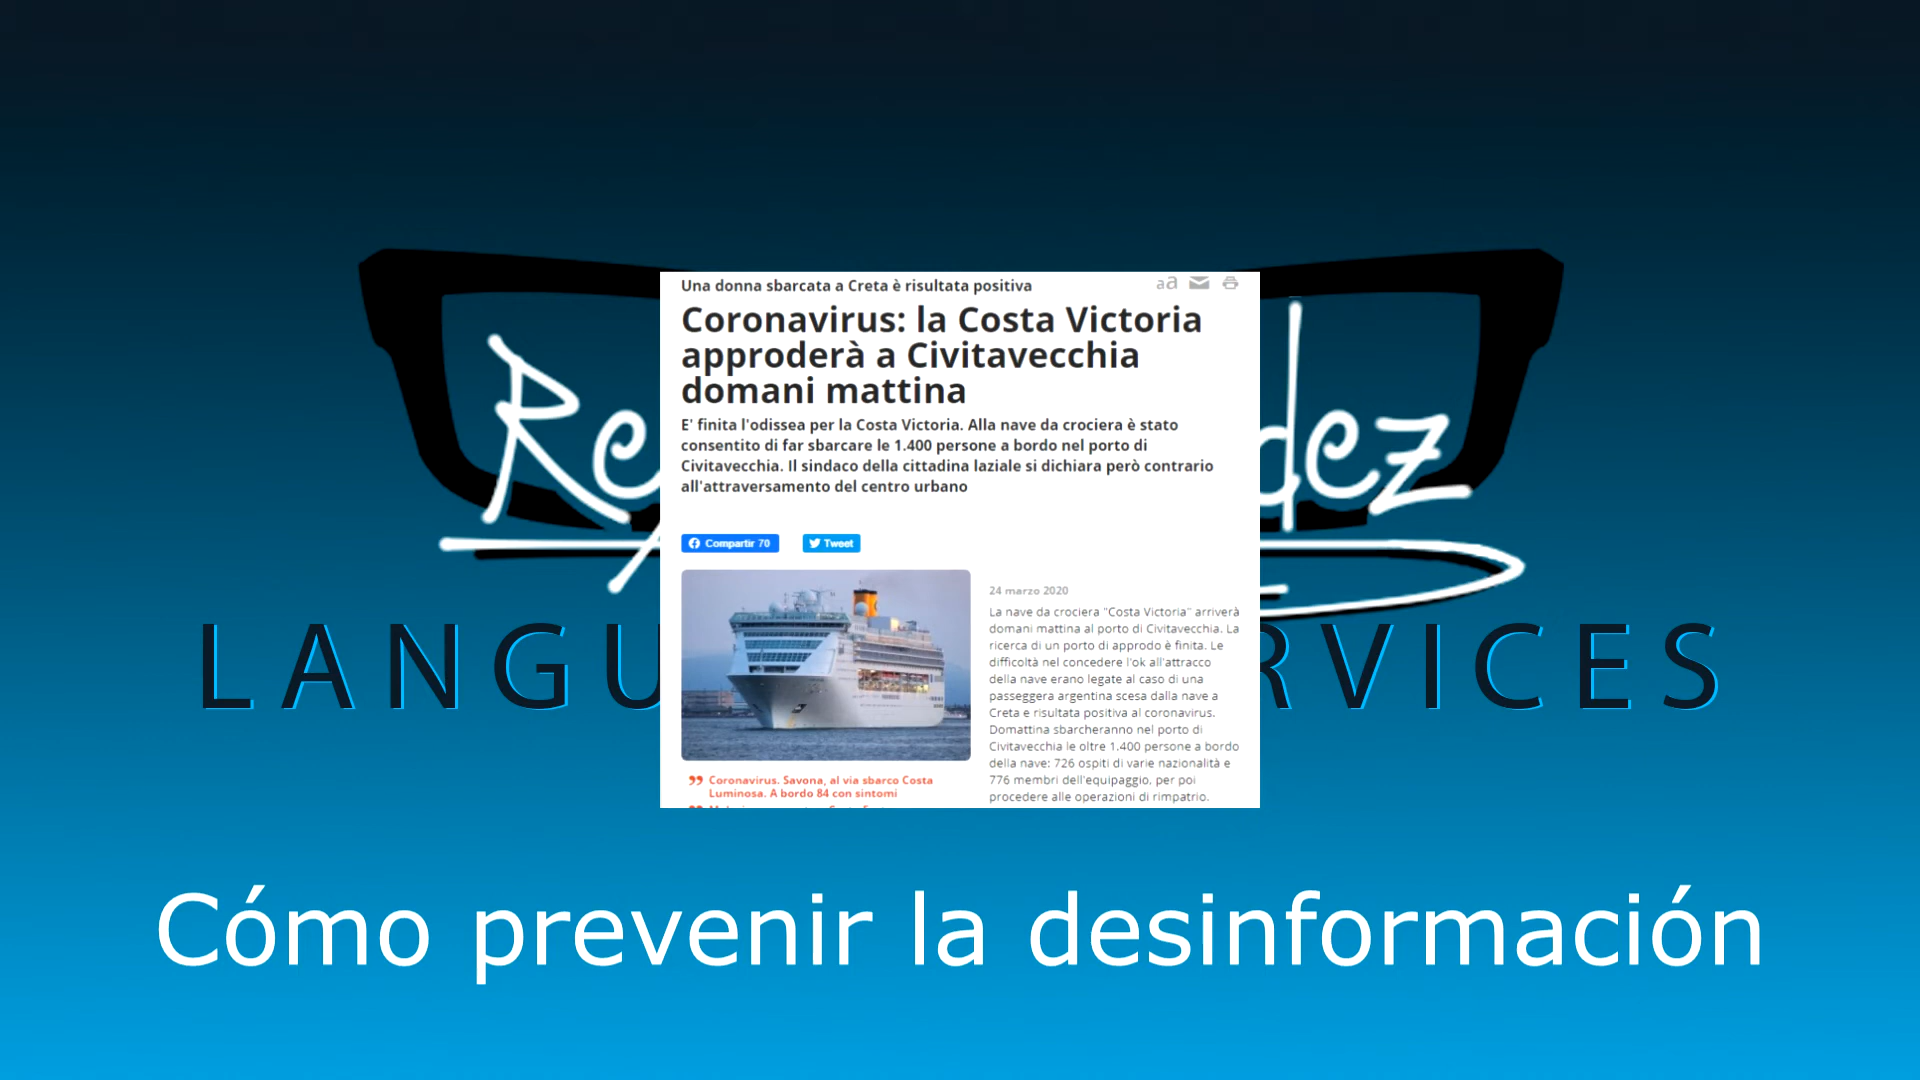 Una donna sbarcata a Creta è risultata positiva
aA
Coronavirus: la Costa Victoria
approderà a Civitavecchia
domani mattina
E' finita l'odissea per la Costa Victoria. Alla nave da crociera è stato
consentito di far sbarcare le 1.400 persone a bordo nel porto di
Civitavecchia. Il sindaco della cittadina laziale si dichiara però contrario
all'attraversamento del centro urbano
Compartir 70
Tweet
24 marzo 2020
La nave da crociera "Costa Victoria" arriverà
domani mattina al porto di Civitavecchia. La
ricerca di un porto di approdo è finita. Le
difficoltà nel concedere l'ok all'attracco
della nave erano legate al caso di una
passeggera argentina scesa dalla nave a
Creta e risultata positiva al coronavirus.
Domattina sbarcheranno nel porto di
Civitavecchia le oltre 1.400 persone a bordo
della nave: 726 ospiti di varie nazionalità e
776 membri dell'equipaggio, per poi
procedere alle operazioni di rimpatrio.
Coronavirus. Savona, al via sbarco Costa
Luminosa. A bordo 84 con sintomi
Cómo prevenir la desinformación